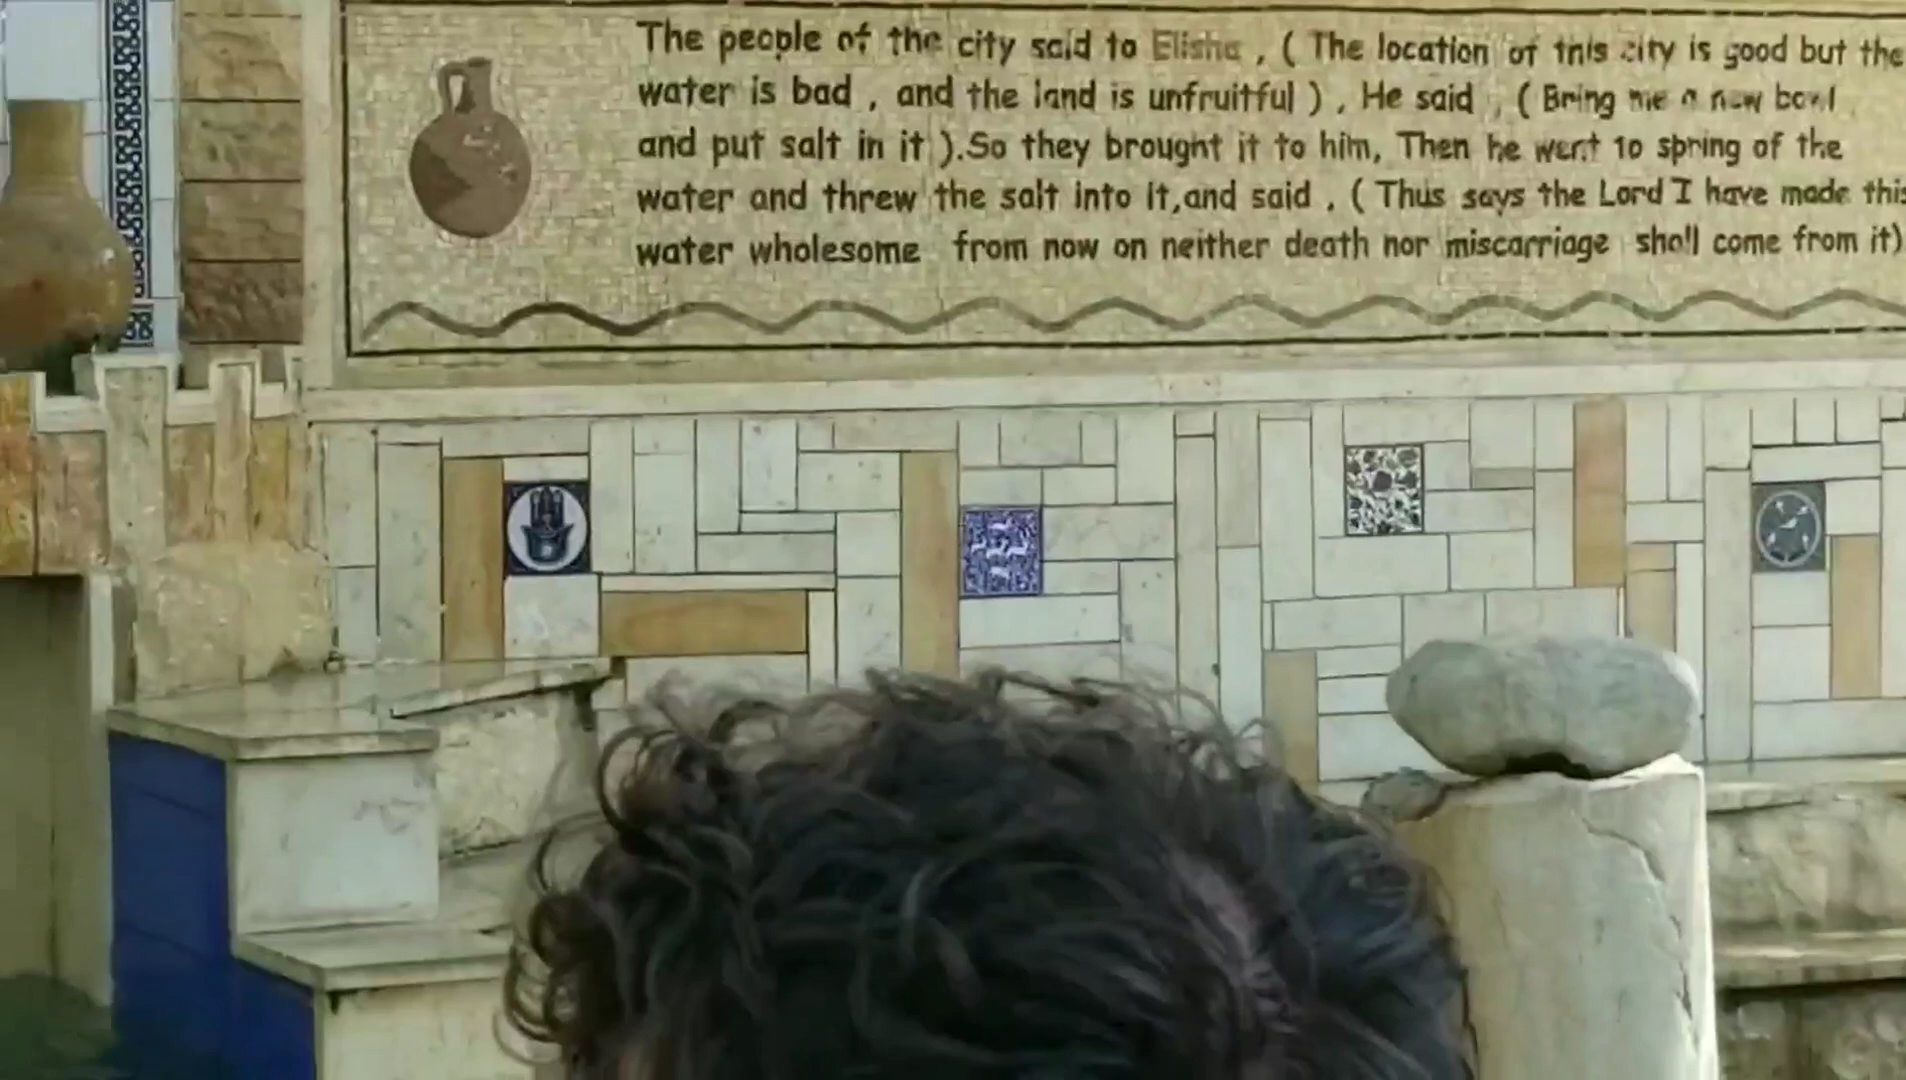 The people of the city said to Elisha , ( The location of this city is good but the
water is bad , and the land is unfruitful ) , He said , ( Bring me a new bowl
and put salt in it ).So they brought it to him, Then he went to spring of the
water and threw the salt into it,and said , ( Thus says the Lord I have made this
water wholesome from now on neither death nor miscarriage shall come from it)